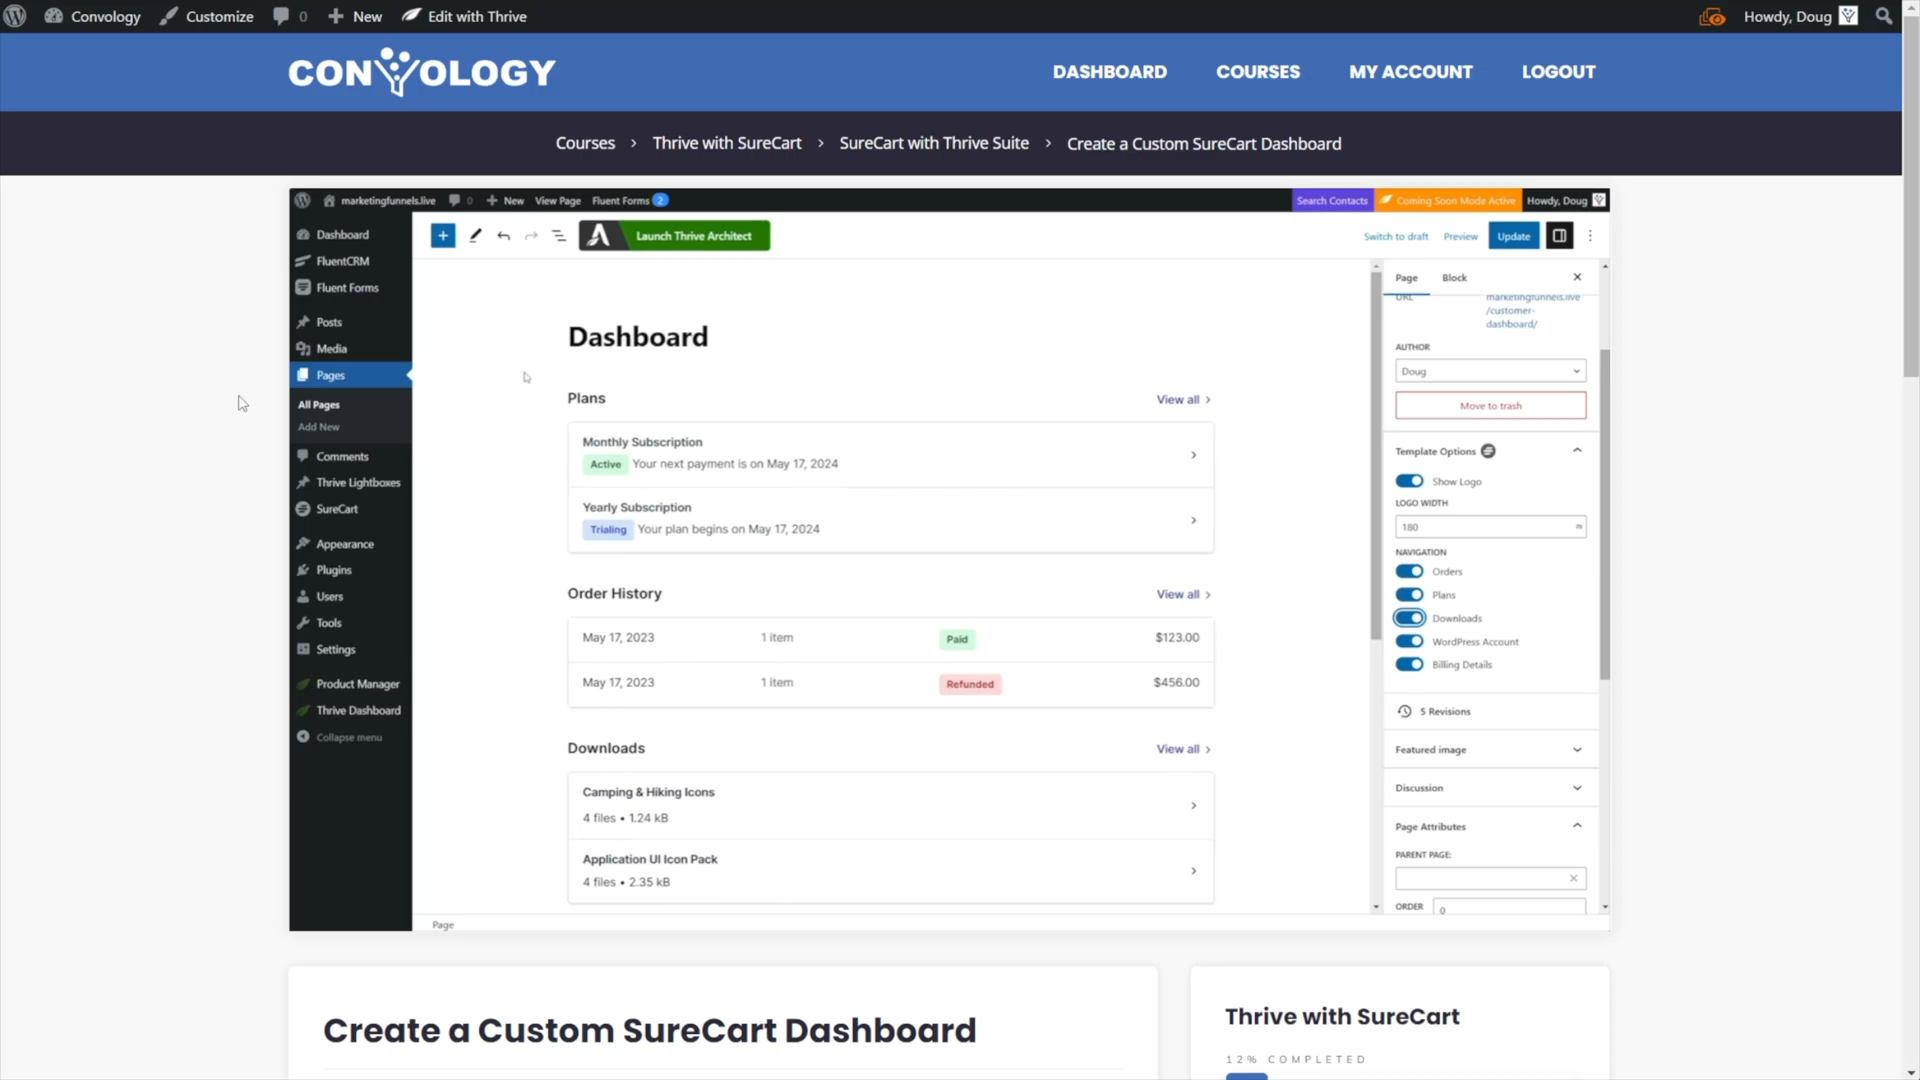 Convology
Customize
0
New
Edit with Thrive
Howdy, Doug
CONVOLOGY
DASHBOARD
COURSES
MY ACCOUNT
LOGOUT
Courses > Thrive with SureCart > SureCart with Thrive Suite > Create a Custom SureCart Dashboard
marketingfunnels.live
0
New
View Page
Fluent Forms 2
Search Contacts
Coming Soon Mode Active
Howdy, Doug
Dashboard
FluentCRM
Fluent Forms
Posts
Media
Pages
All Pages
Add New
Comments
Thrive Lightboxes
SureCart
Appearance
Plugins
Users
Tools
Settings
Product Manager
Thrive Dashboard
Collapse menu
Launch Thrive Architect
Switch to draft
Preview
Update
Dashboard
Plans
View all
Monthly Subscription
Active Your next payment is on May 17, 2024
Yearly Subscription
Trialing Your plan begins on May 17, 2024
Order History
View all
May 17, 2023 1 item Paid $123.00
May 17, 2023 1 item Refunded $456.00
Downloads
View all
Camping & Hiking Icons
4 files • 1.24 kB
Application UI Icon Pack
4 files • 2.35 kB
Page
Page
Block
URL
marketingfunnels.live
/customer-
dashboard/
AUTHOR
Doug
Move to trash
Template Options
Show Logo
LOGO WIDTH
180
NAVIGATION
Orders
Plans
Downloads
WordPress Account
Billing Details
5 Revisions
Featured image
Discussion
Page Attributes
PARENT PAGE:
ORDER
0
Create a Custom SureCart Dashboard
Thrive with SureCart
12% COMPLETED